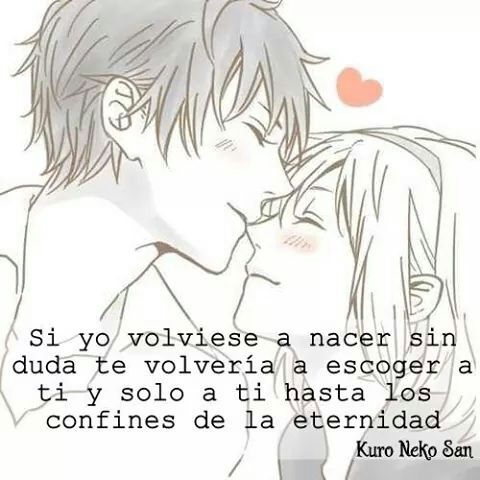 Si yo volviese a nacer sin
duda te volvería a escoger a
ti y solo a ti hasta los
confines de la eternidad
Kuro Neko San